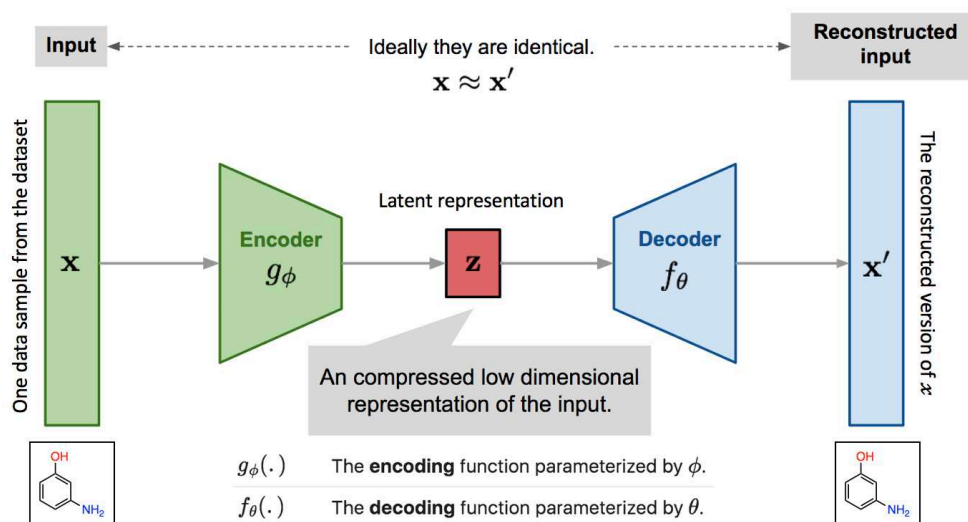 Input
Ideally they are identical.
x ≈ x′
Reconstructed
input
One data sample from the dataset
x
Encoder
gϕ
Latent representation
z
Decoder
fθ
x′
The reconstructed version of x
An compressed low dimensional
representation of the input.
OH
NH₂
gϕ(.) The encoding function parameterized by ϕ.
fθ(.) The decoding function parameterized by θ.
OH
NH₂